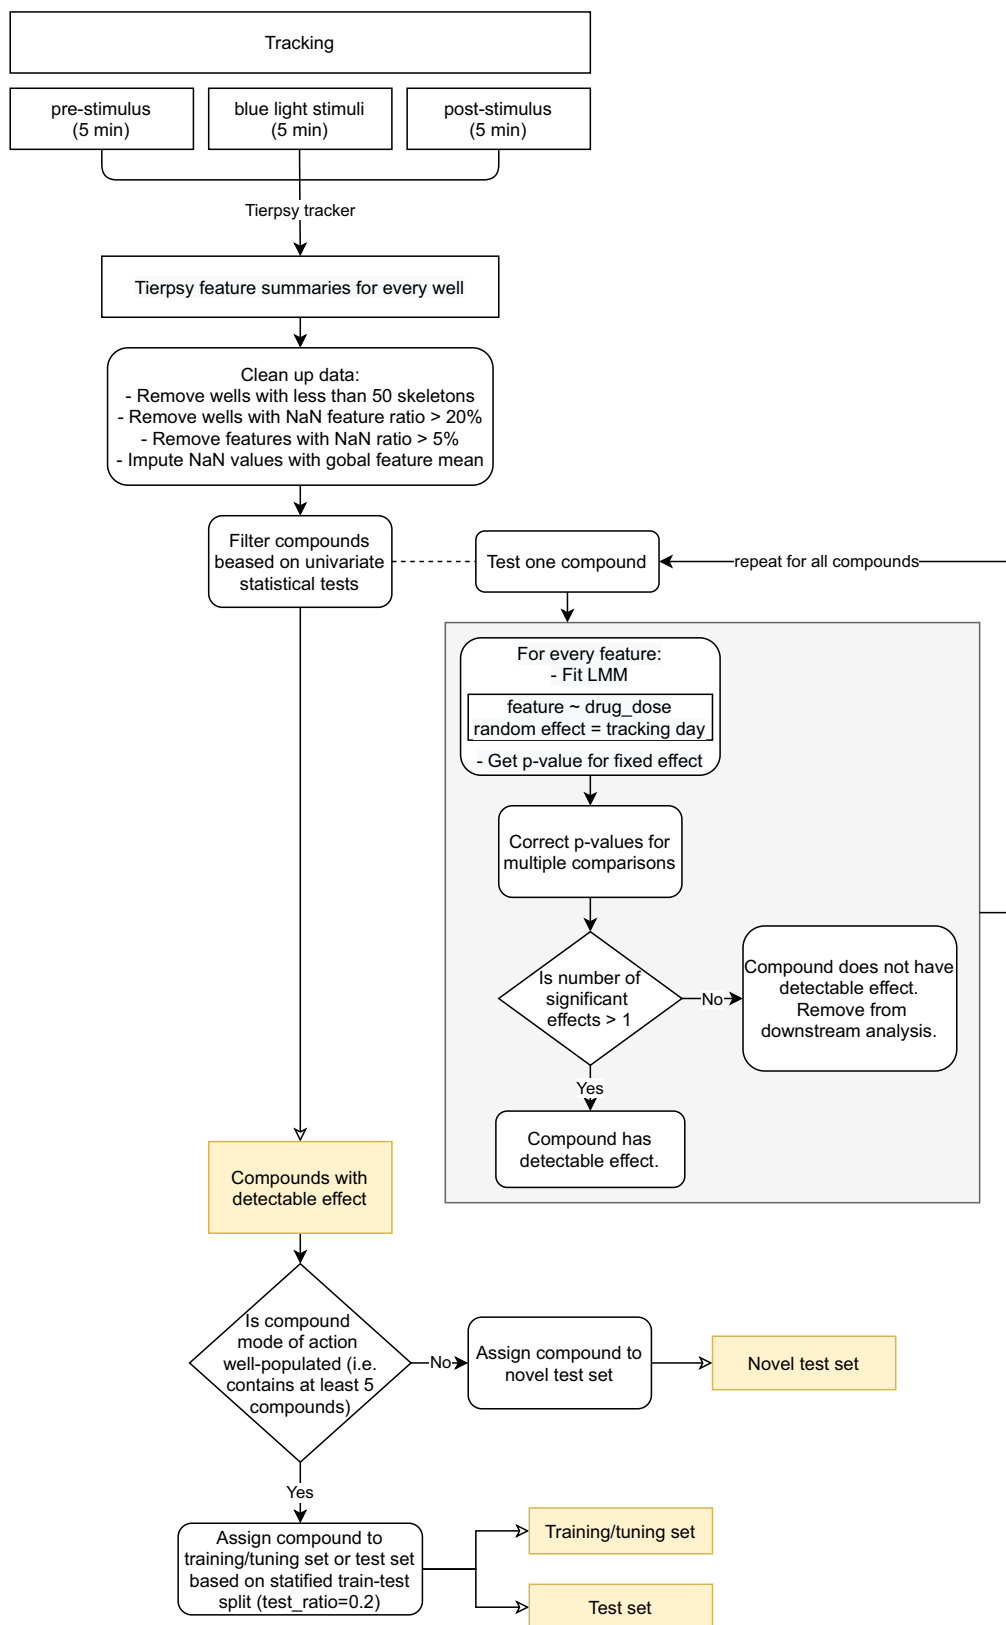 Tracking
pre-stimulus
(5 min)
blue light stimuli
(5 min)
post-stimulus
(5 min)
Tierpsy tracker
Tierpsy feature summaries for every well
Clean up data:
- Remove wells with less than 50 skeletons
- Remove wells with NaN feature ratio > 20%
- Remove features with NaN ratio > 5%
- Impute NaN values with gobal feature mean
Filter compounds
beased on univariate
statistical tests
Test one compound
repeat for all compounds
For every feature:
- Fit LMM
feature ~ drug_dose
random effect = tracking day
- Get p-value for fixed effect
Correct p-values for
multiple comparisons
Is number of
significant
effects > 1
No
Compound does not have
detectable effect.
Remove from
downstream analysis.
Yes
Compound has
detectable effect.
Compounds with
detectable effect
Is compound
mode of action
well-populated (i.e.
contains at least 5
compounds)
No
Assign compound to
novel test set
Novel test set
Yes
Assign compound to
training/tuning set or test set
based on statified train-test
split (test_ratio=0.2)
Training/tuning set
Test set